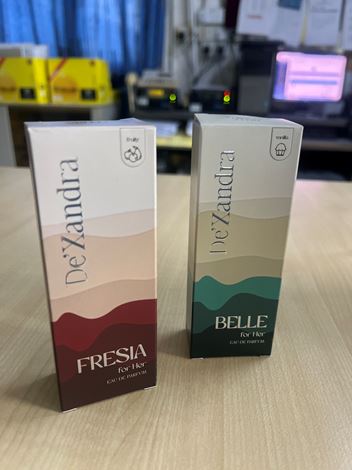 fruity
De'Xandra
FRESIA
for Her
EAU DE PARFUM
vanilla
De'Xandra
BELLE
for Her
EAU DE PARFUM